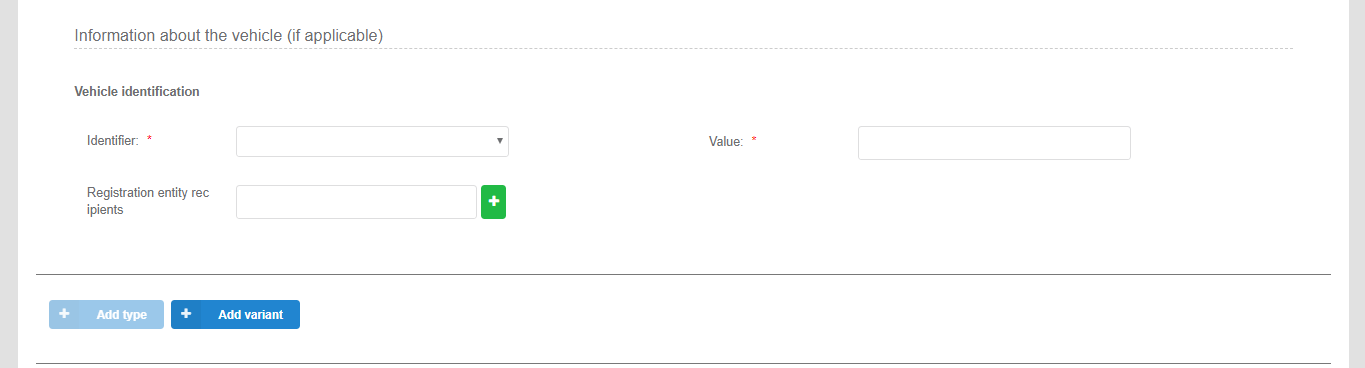 Information about the vehicle (if applicable)
Vehicle identification
Identifier: *
Value: *
Registration entity rec
ipients
Add type
Add variant